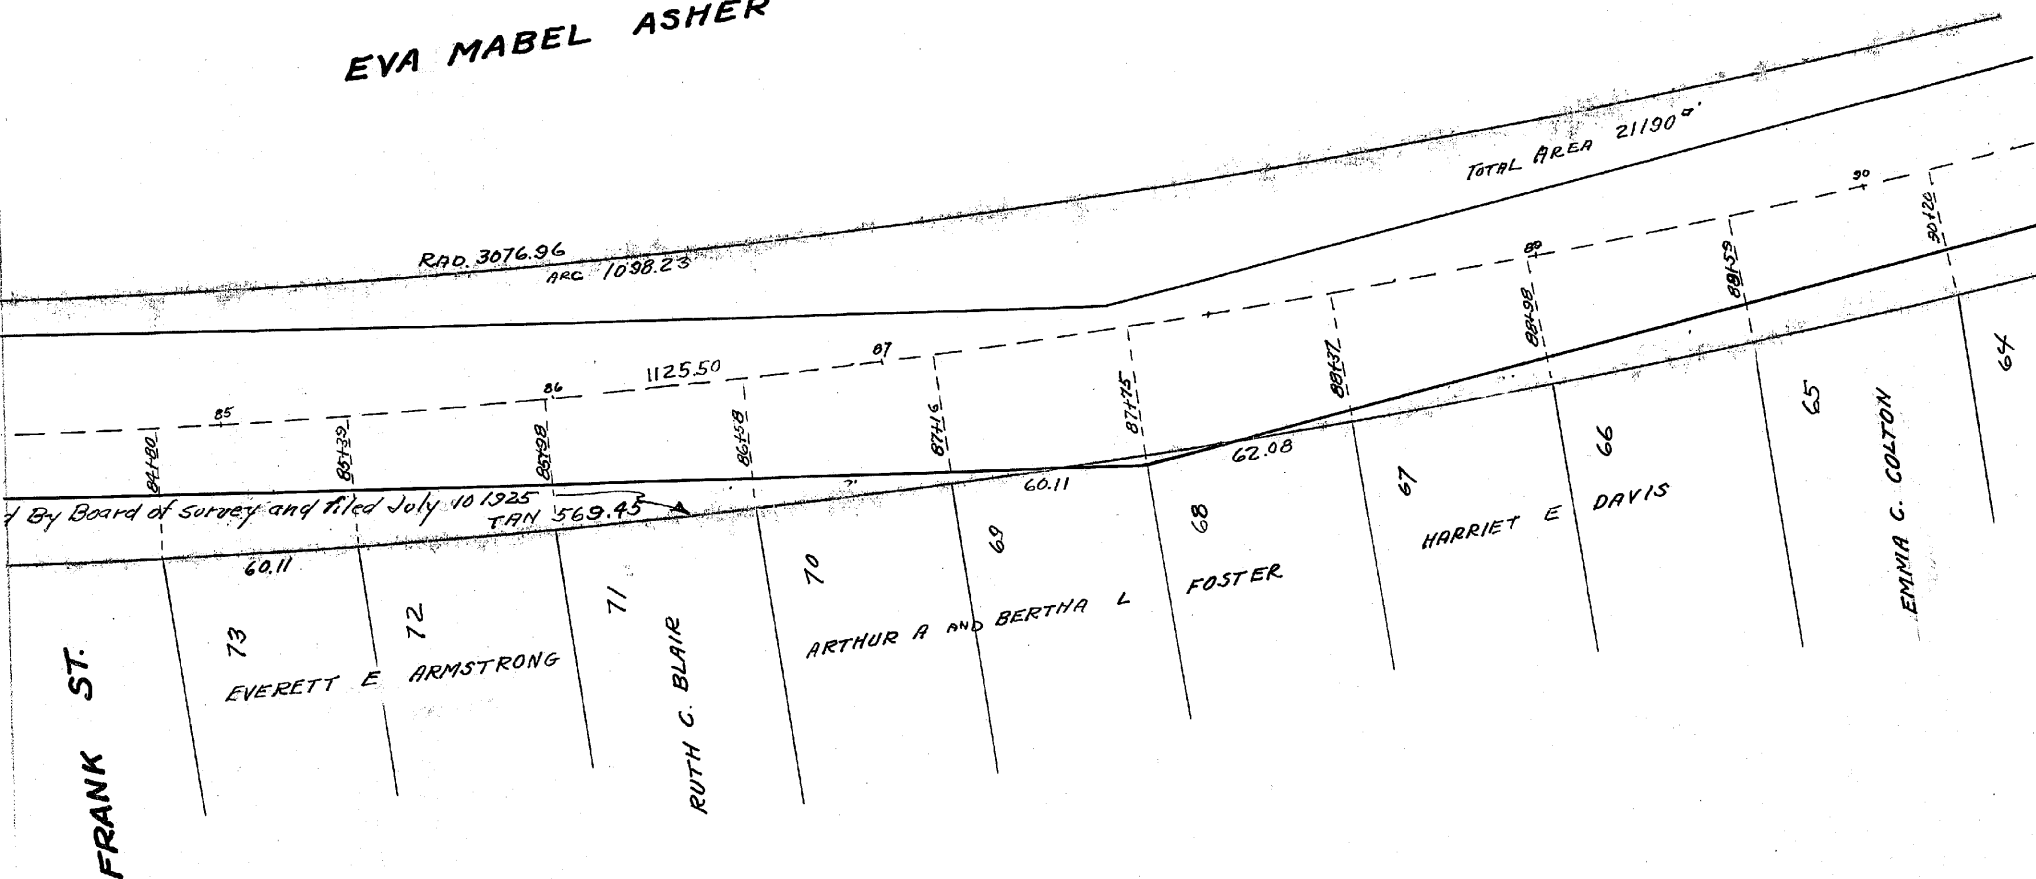 EVA MABEL ASHER
TOTAL AREA 21190 □'
RAD. 3076.96
ARC 1098.23
1125.50
85
86
87
89
90
84+80
85+39
85+98
86+58
87+16
87+75
88+37
88+98
89+59
90+20
d By Board of Survey and filed July 10 1925
TAN 569.45
60.11
60.11
62.08
73
72
71
70
69
68
67
66
65
64
EVERETT E ARMSTRONG
RUTH C. BLAIR
ARTHUR A AND BERTHA L FOSTER
HARRIET E DAVIS
EMMA C. COLTON
FRANK ST.